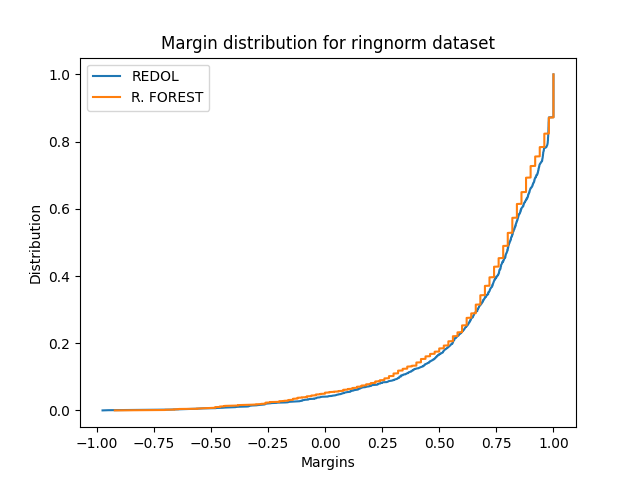 Margin distribution for ringnorm dataset
REDOL
R. FOREST
1.0
0.8
0.6
0.4
0.2
0.0
Distribution
−1.00 −0.75 −0.50 −0.25 0.00 0.25 0.50 0.75 1.00
Margins